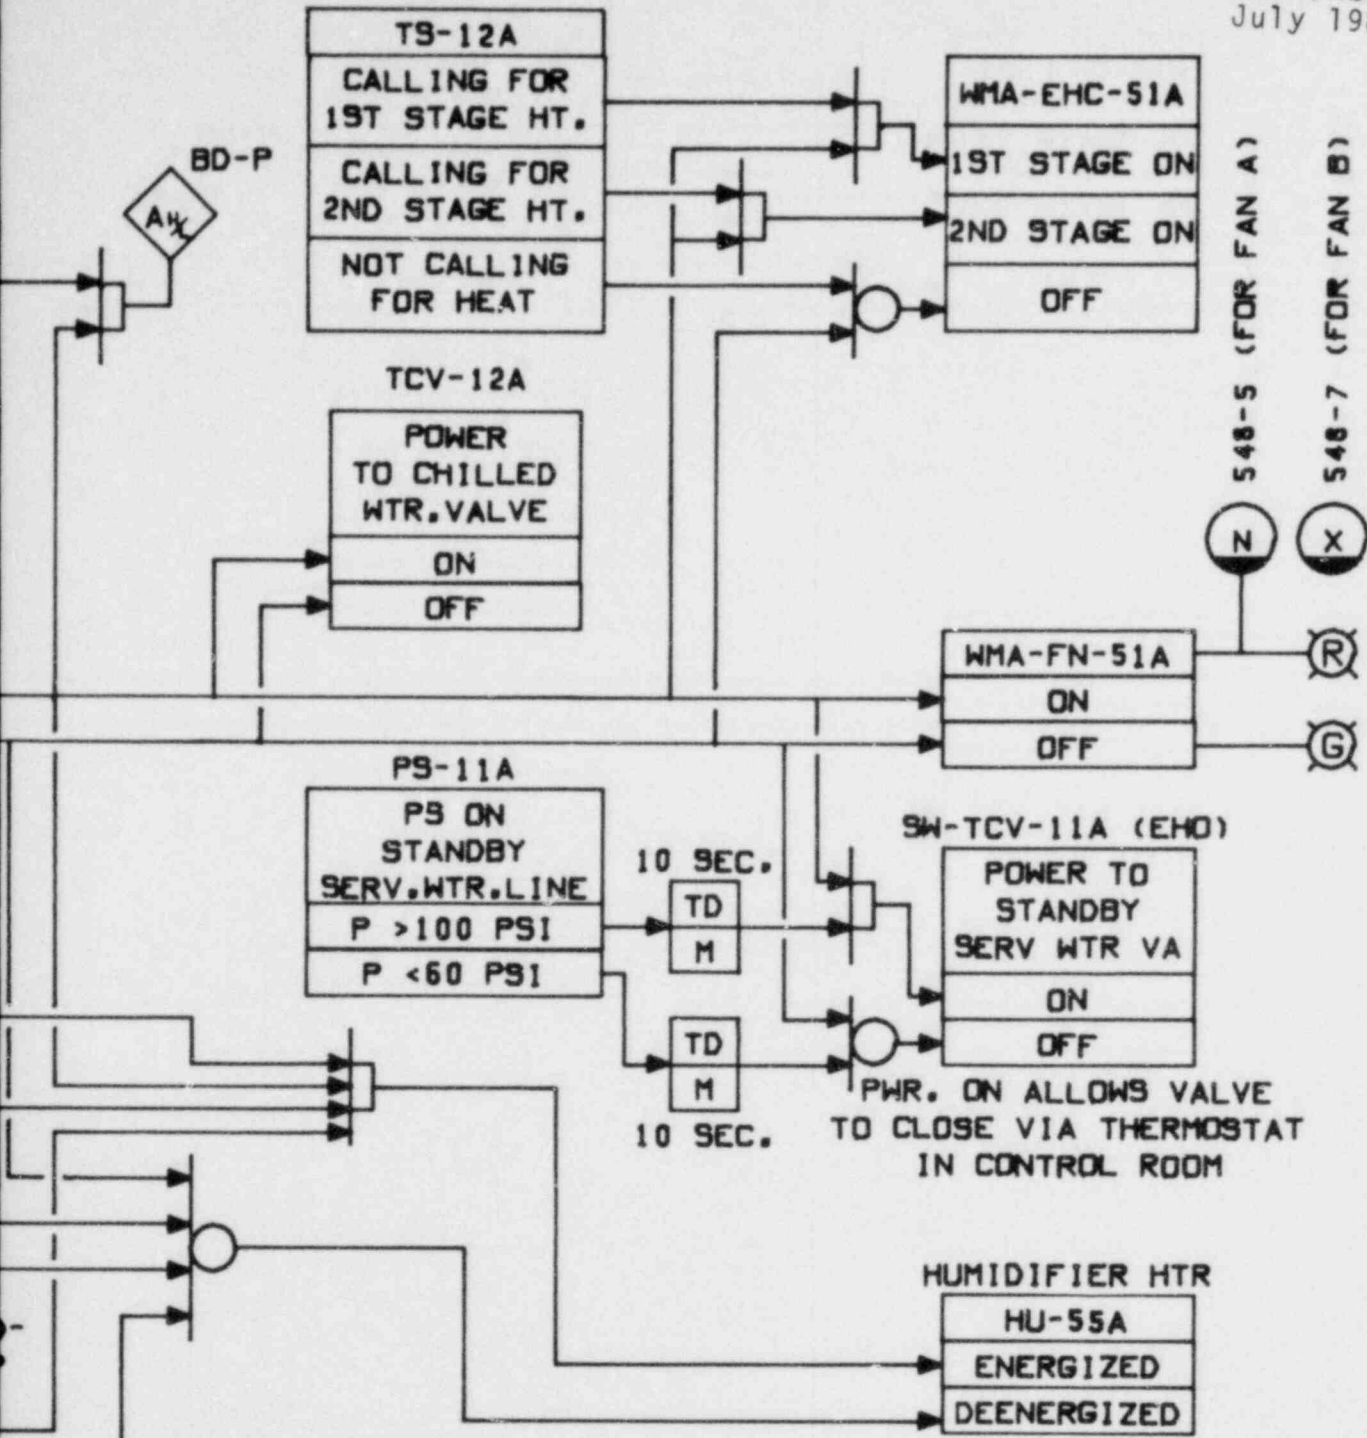 July 19
TS-12A
CALLING FOR
1ST STAGE HT.
CALLING FOR
2ND STAGE HT.
NOT CALLING
FOR HEAT
WMA-EHC-51A
1ST STAGE ON
2ND STAGE ON
OFF
BD-P
548-5 (FOR FAN A)
548-7 (FOR FAN B)
N
X
TCV-12A
POWER
TO CHILLED
WTR.VALVE
ON
OFF
WMA-FN-51A
ON
OFF
R
G
PS-11A
PS ON
STANDBY
SERV.WTR.LINE
P >100 PSI
P <60 PSI
10 SEC.
TD
M
TD
M
10 SEC.
SW-TCV-11A (EHO)
POWER TO
STANDBY
SERV WTR VA
ON
OFF
PWR. ON ALLOWS VALVE
TO CLOSE VIA THERMOSTAT
IN CONTROL ROOM
HUMIDIFIER HTR
HU-55A
ENERGIZED
DEENERGIZED